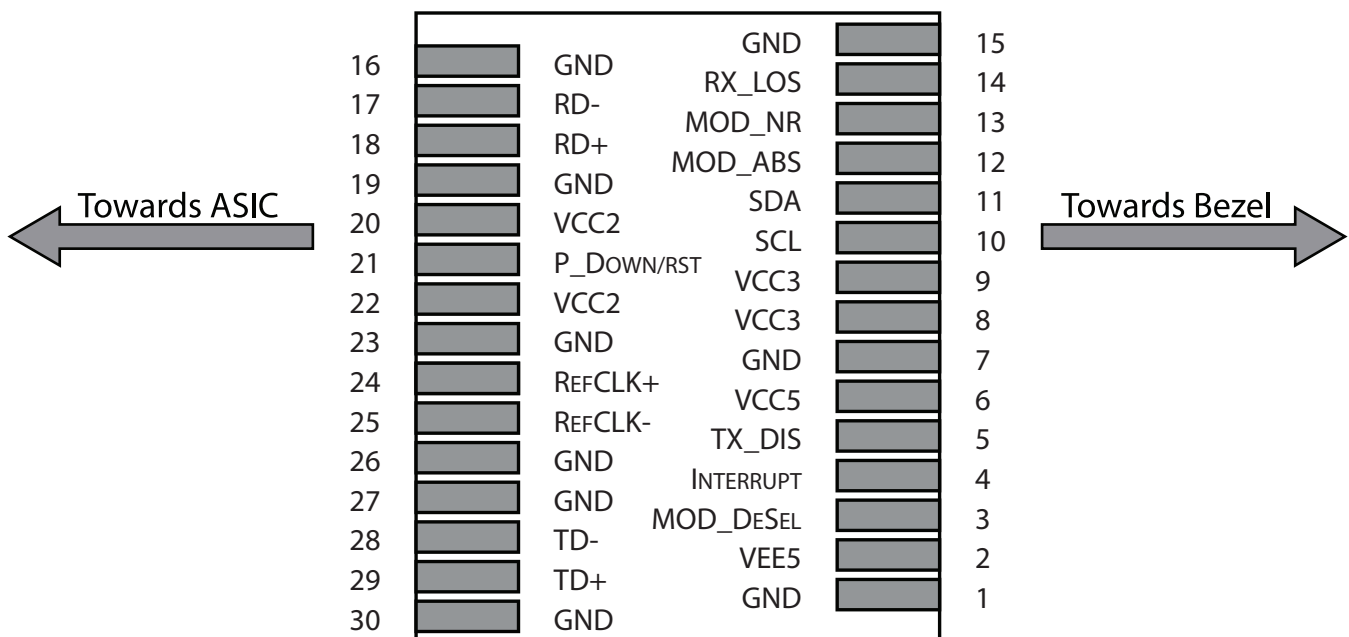 GND 15
16 GND
RX_LOS 14
17 RD-
MOD_NR 13
18 RD+
MOD_ABS 12
19 GND
SDA 11
Towards ASIC
Towards Bezel
20 VCC2
SCL 10
21 P_DOWN/RST
VCC3 9
22 VCC2
VCC3 8
23 GND
GND 7
24 REFCLK+
VCC5 6
25 REFCLK-
TX_DIS 5
26 GND
INTERRUPT 4
27 GND
MOD_DESEL 3
28 TD-
VEE5 2
29 TD+
GND 1
30 GND